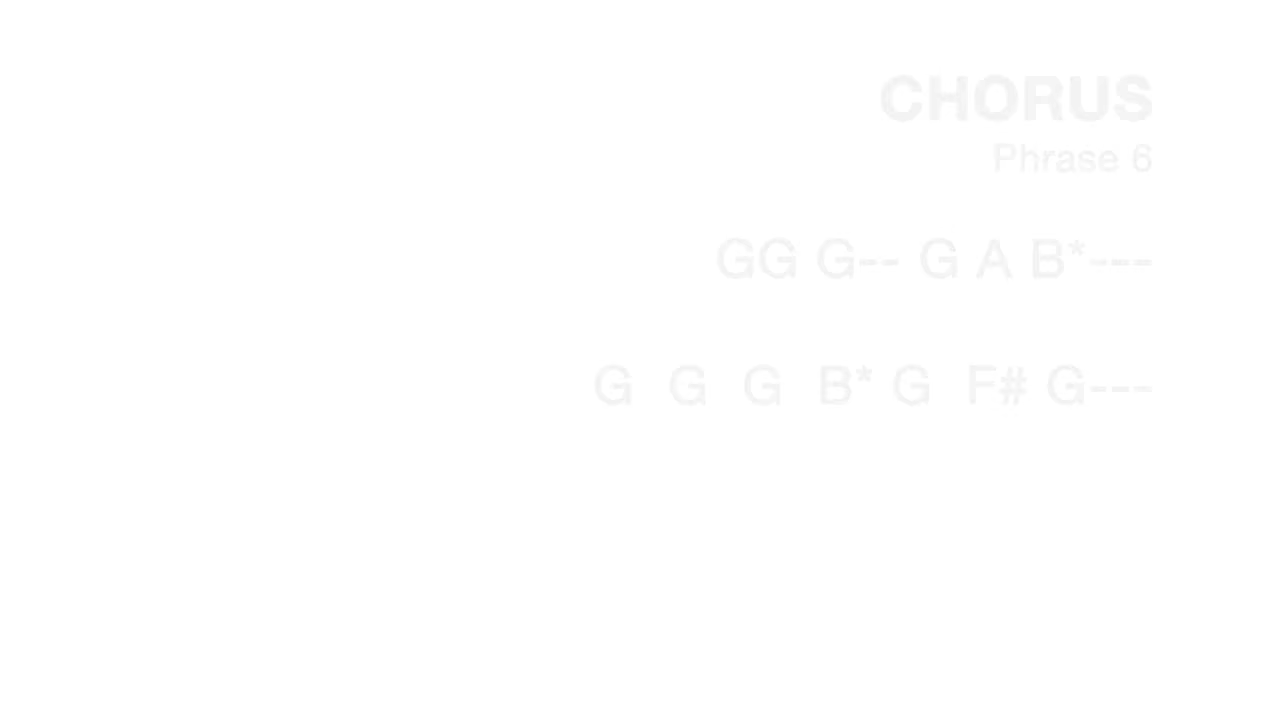 CHORUS
Phrase 6
GG G-- G A B*---
G G G B* G F# G---